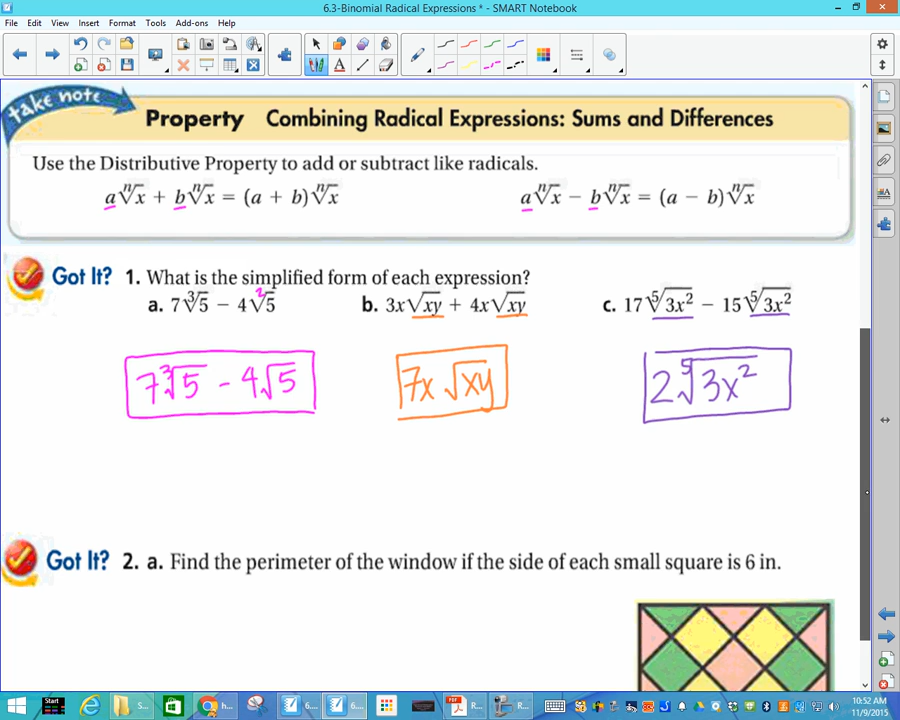 6.3-Binomial Radical Expressions * - SMART Notebook
File Edit View Insert Format Tools Add-ons Help
take note
Property Combining Radical Expressions: Sums and Differences
Use the Distributive Property to add or subtract like radicals.
a ⁿ√x + b ⁿ√x = (a + b) ⁿ√x    a ⁿ√x − b ⁿ√x = (a − b) ⁿ√x
Got It? 1. What is the simplified form of each expression?
a. 7∛5 − 4 ²√5    b. 3x√xy + 4x√xy    c. 17 ⁵√3x² − 15 ⁵√3x²
7∛5 - 4√5    7x √xy    2 ⁵√3x²
Got It? 2. a. Find the perimeter of the window if the side of each small square is 6 in.
Start S... h... 6.... 6.... R... R...
10:52 AM
11/9/2015